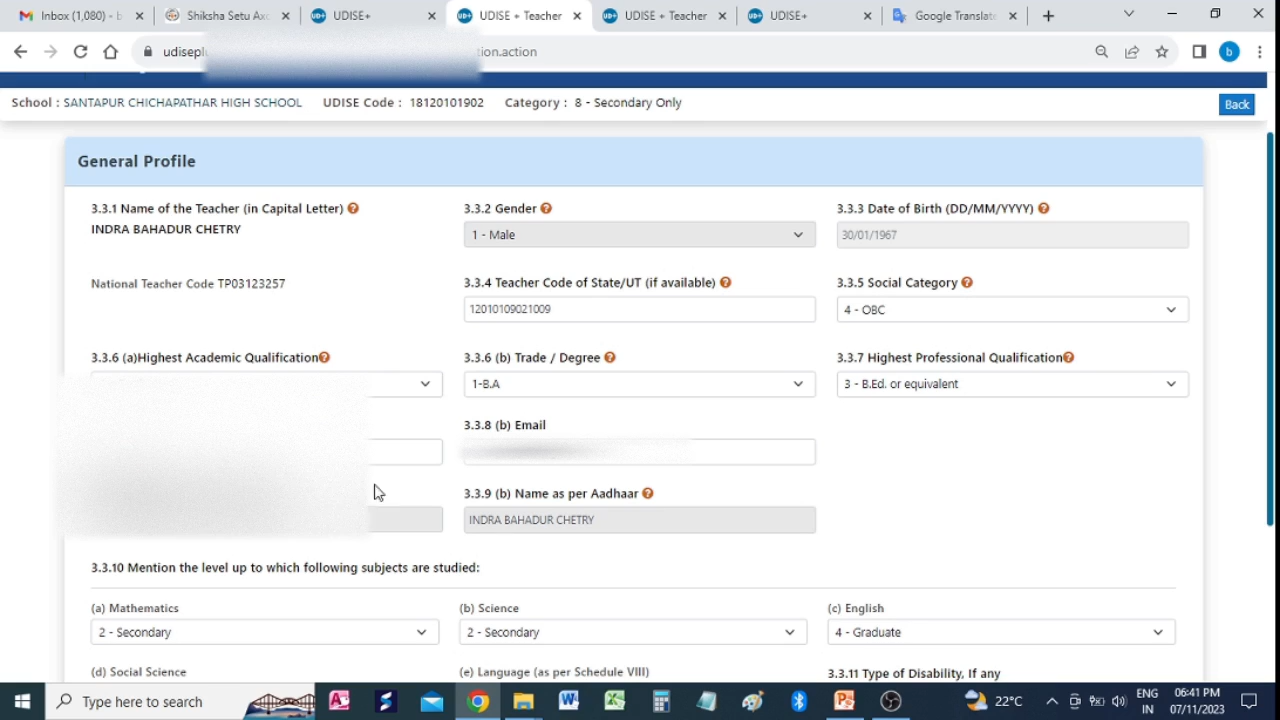 Inbox (1,080) - b
Shiksha Setu Axo
UDISE+
UDISE + Teacher
UDISE + Teacher
UDISE+
Google Translate
udisepl
ion.action
b
School : SANTAPUR CHICHAPATHAR HIGH SCHOOL UDISE Code : 18120101902 Category : 8 - Secondary Only
Back
General Profile
3.3.1 Name of the Teacher (in Capital Letter)
INDRA BAHADUR CHETRY
3.3.2 Gender
1 - Male
3.3.3 Date of Birth (DD/MM/YYYY)
30/01/1967
National Teacher Code TP03123257
3.3.4 Teacher Code of State/UT (if available)
12010109021009
3.3.5 Social Category
4 - OBC
3.3.6 (a)Highest Academic Qualification
3.3.6 (b) Trade / Degree
1-B.A
3.3.7 Highest Professional Qualification
3 - B.Ed. or equivalent
3.3.8 (b) Email
3.3.9 (b) Name as per Aadhaar
INDRA BAHADUR CHETRY
3.3.10 Mention the level up to which following subjects are studied:
(a) Mathematics
2 - Secondary
(b) Science
2 - Secondary
(c) English
4 - Graduate
(d) Social Science
(e) Language (as per Schedule VIII)
3.3.11 Type of Disability, If any
Type here to search
22°C
ENG
IN
06:41 PM
07/11/2023